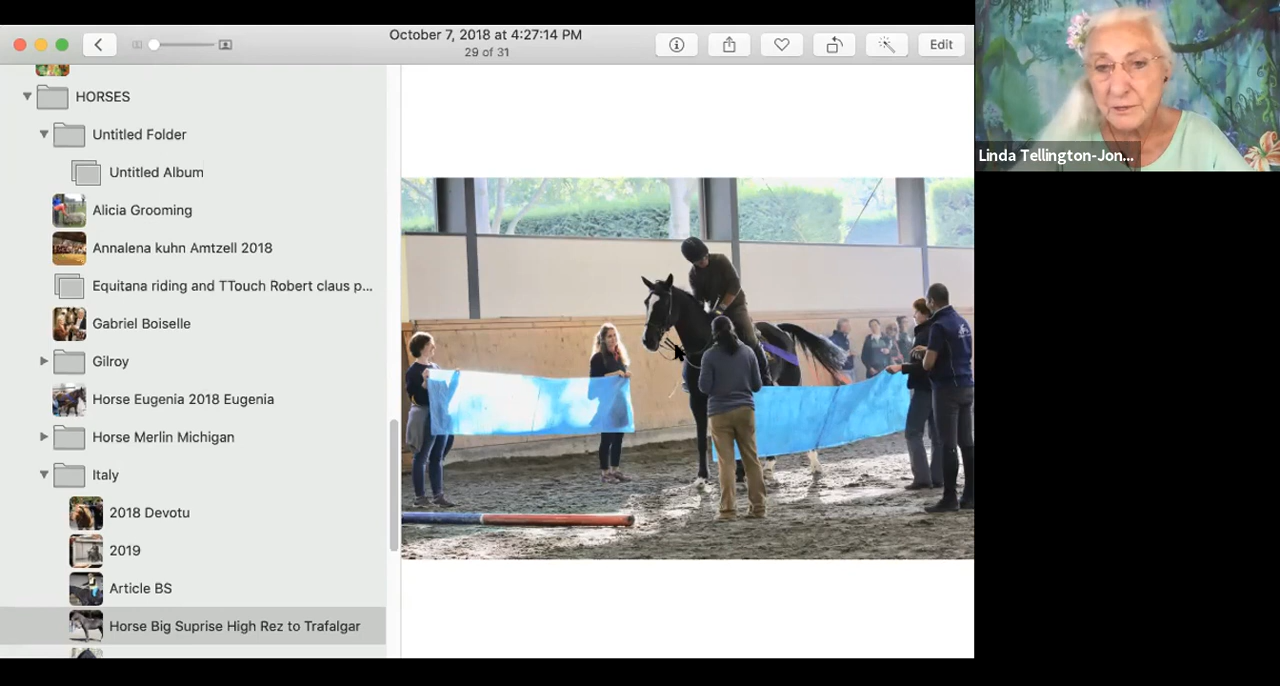 October 7, 2018 at 4:27:14 PM
29 of 31
Edit
HORSES
Untitled Folder
Untitled Album
Alicia Grooming
Annalena kuhn Amtzell 2018
Equitana riding and TTouch Robert claus p...
Gabriel Boiselle
Gilroy
Horse Eugenia 2018 Eugenia
Horse Merlin Michigan
Italy
2018 Devotu
2019
Article BS
Horse Big Suprise High Rez to Trafalgar
Linda Tellington-Jon...